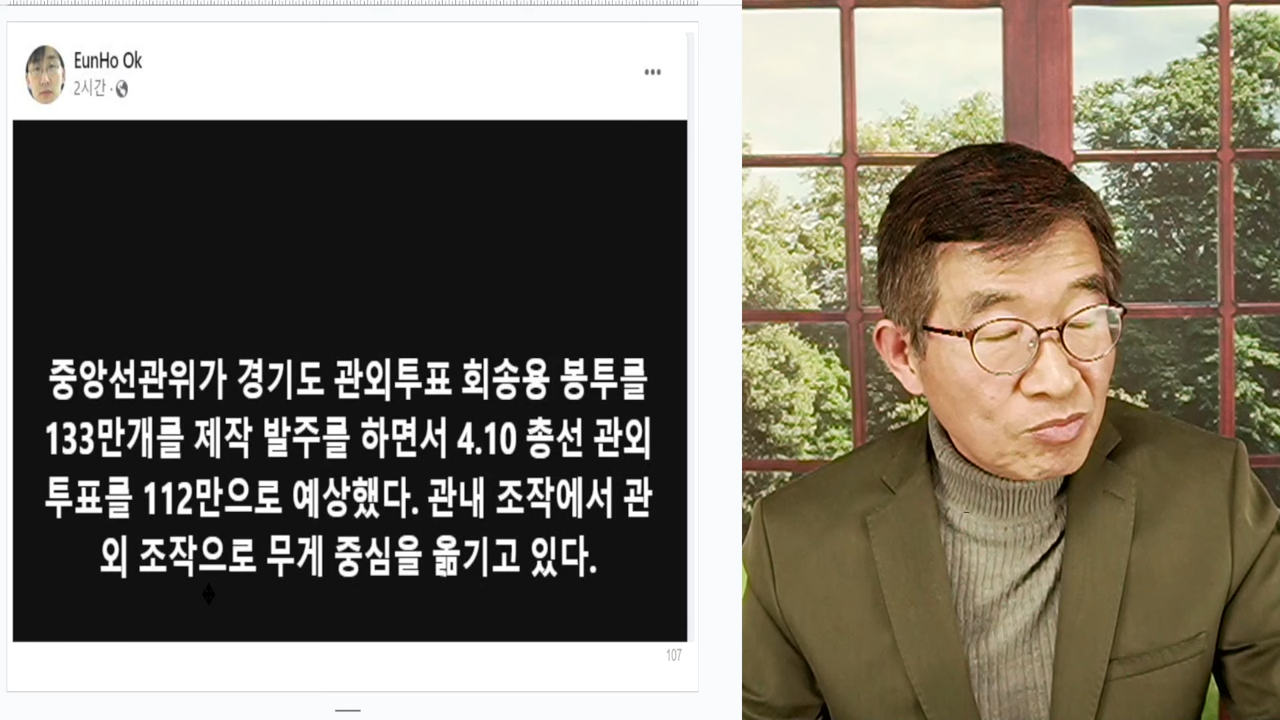 EunHo Ok
2시간 ·
중앙선관위가 경기도 관외투표 회송용 봉투를
133만개를 제작 발주를 하면서 4.10 총선 관외
투표를 112만으로 예상했다. 관내 조작에서 관
외 조작으로 무게 중심을 옮기고 있다.
107